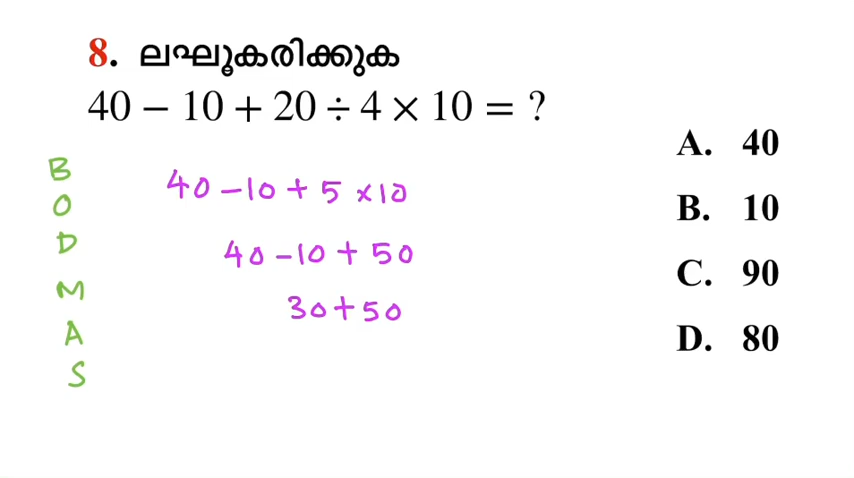 8. ലഘൂകരിക്കുക
40 − 10 + 20 ÷ 4 × 10 = ?
A. 40
B. 10
C. 90
D. 80
B
O
D
M
A
S
40 - 10 + 5 × 10
40 - 10 + 50
30 + 50